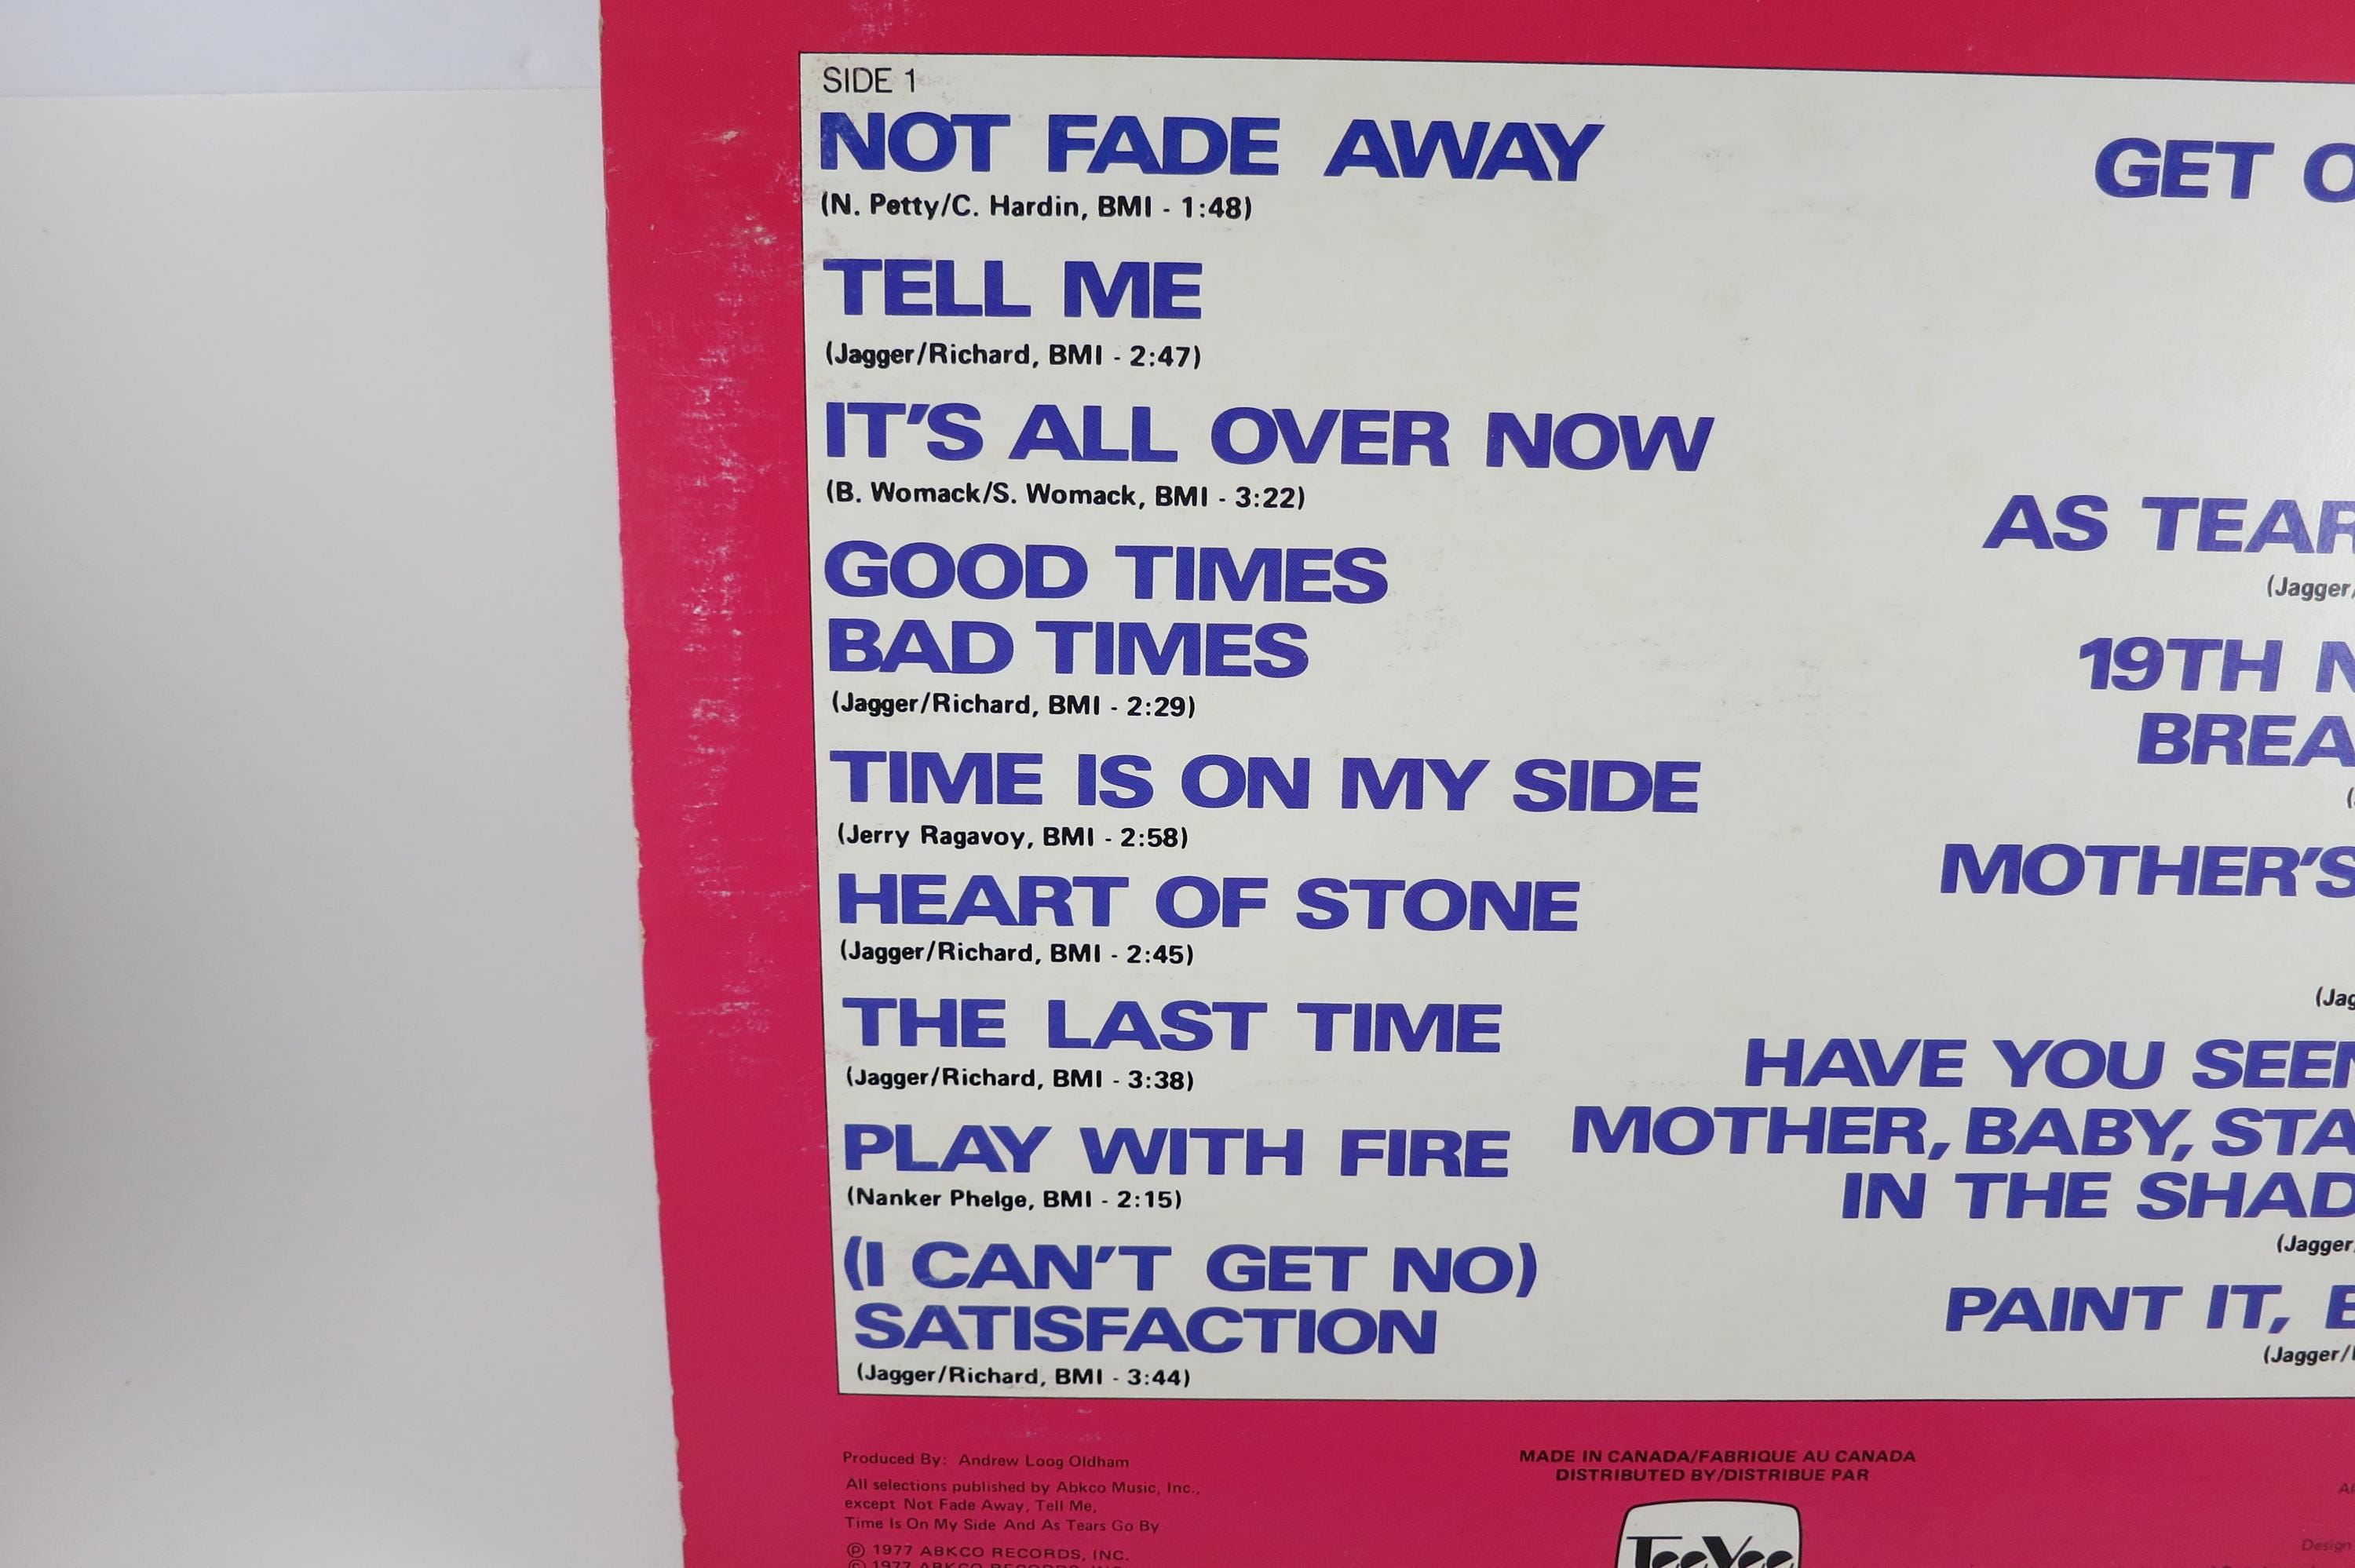 SIDE 1
NOT FADE AWAY
(N. Petty/C. Hardin, BMI - 1:48)
TELL ME
(Jagger/Richard, BMI - 2:47)
IT'S ALL OVER NOW
(B. Womack/S. Womack, BMI - 3:22)
GOOD TIMES
BAD TIMES
(Jagger/Richard, BMI - 2:29)
TIME IS ON MY SIDE
(Jerry Ragavoy, BMI - 2:58)
HEART OF STONE
(Jagger/Richard, BMI - 2:45)
THE LAST TIME
(Jagger/Richard, BMI - 3:38)
PLAY WITH FIRE
(Nanker Phelge, BMI - 2:15)
(I CAN'T GET NO)
SATISFACTION
(Jagger/Richard, BMI - 3:44)
GET
AS
(Jagger/
19TH
MOTHER'S
HAVE YOU SEEN
MOTHER, BABY,
IN THE
(Jagger
PAINT IT,
(Jagger/
Produced By: Andrew Loog Oldham
All selections published by Abkco Music, Inc.,
except Not Fade Away, Tell Me,
Time Is On My Side And As Tears Go By
Ⓟ 1977 ABKCO RECORDS, INC.
© 1977 ABKCO RECORDS, INC.
MADE IN CANADA/FABRIQUE AU CANADA
DISTRIBUTED BY/DISTRIBUE PAR
TeeVee
Design